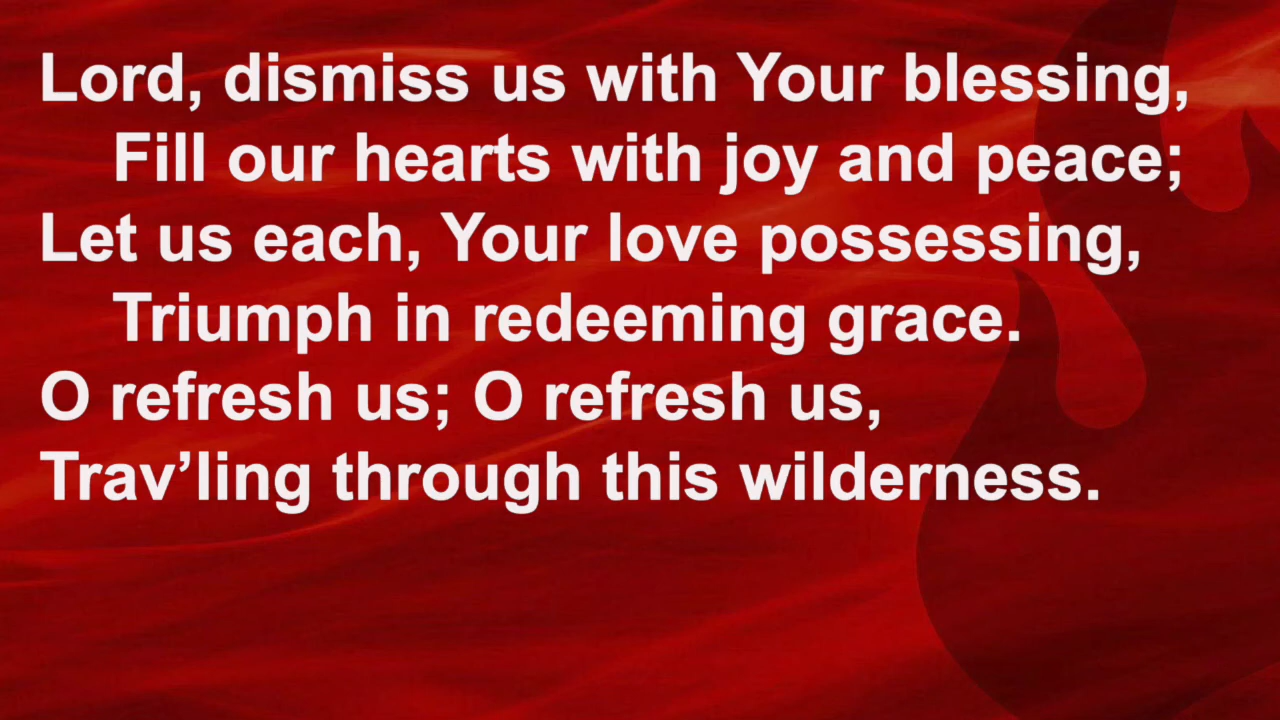 Lord, dismiss us with Your blessing,
Fill our hearts with joy and peace;
Let us each, Your love possessing,
Triumph in redeeming grace.
O refresh us; O refresh us,
Trav’ling through this wilderness.